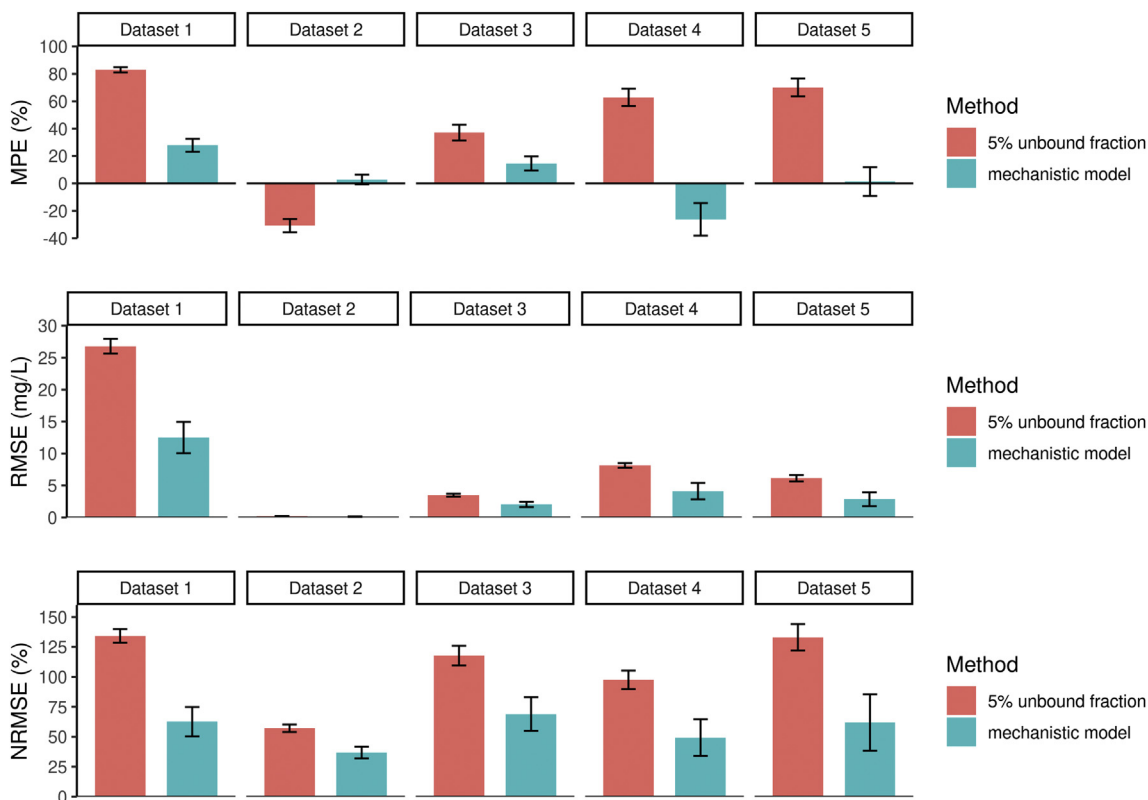 Dataset 1 Dataset 2 Dataset 3 Dataset 4 Dataset 5
MPE (%)
100
80
60
40
20
0
-20
-40
Method
5% unbound fraction
mechanistic model
Dataset 1 Dataset 2 Dataset 3 Dataset 4 Dataset 5
RMSE (mg/L)
30
25
20
15
10
5
0
Method
5% unbound fraction
mechanistic model
Dataset 1 Dataset 2 Dataset 3 Dataset 4 Dataset 5
NRMSE (%)
150
125
100
75
50
25
0
Method
5% unbound fraction
mechanistic model